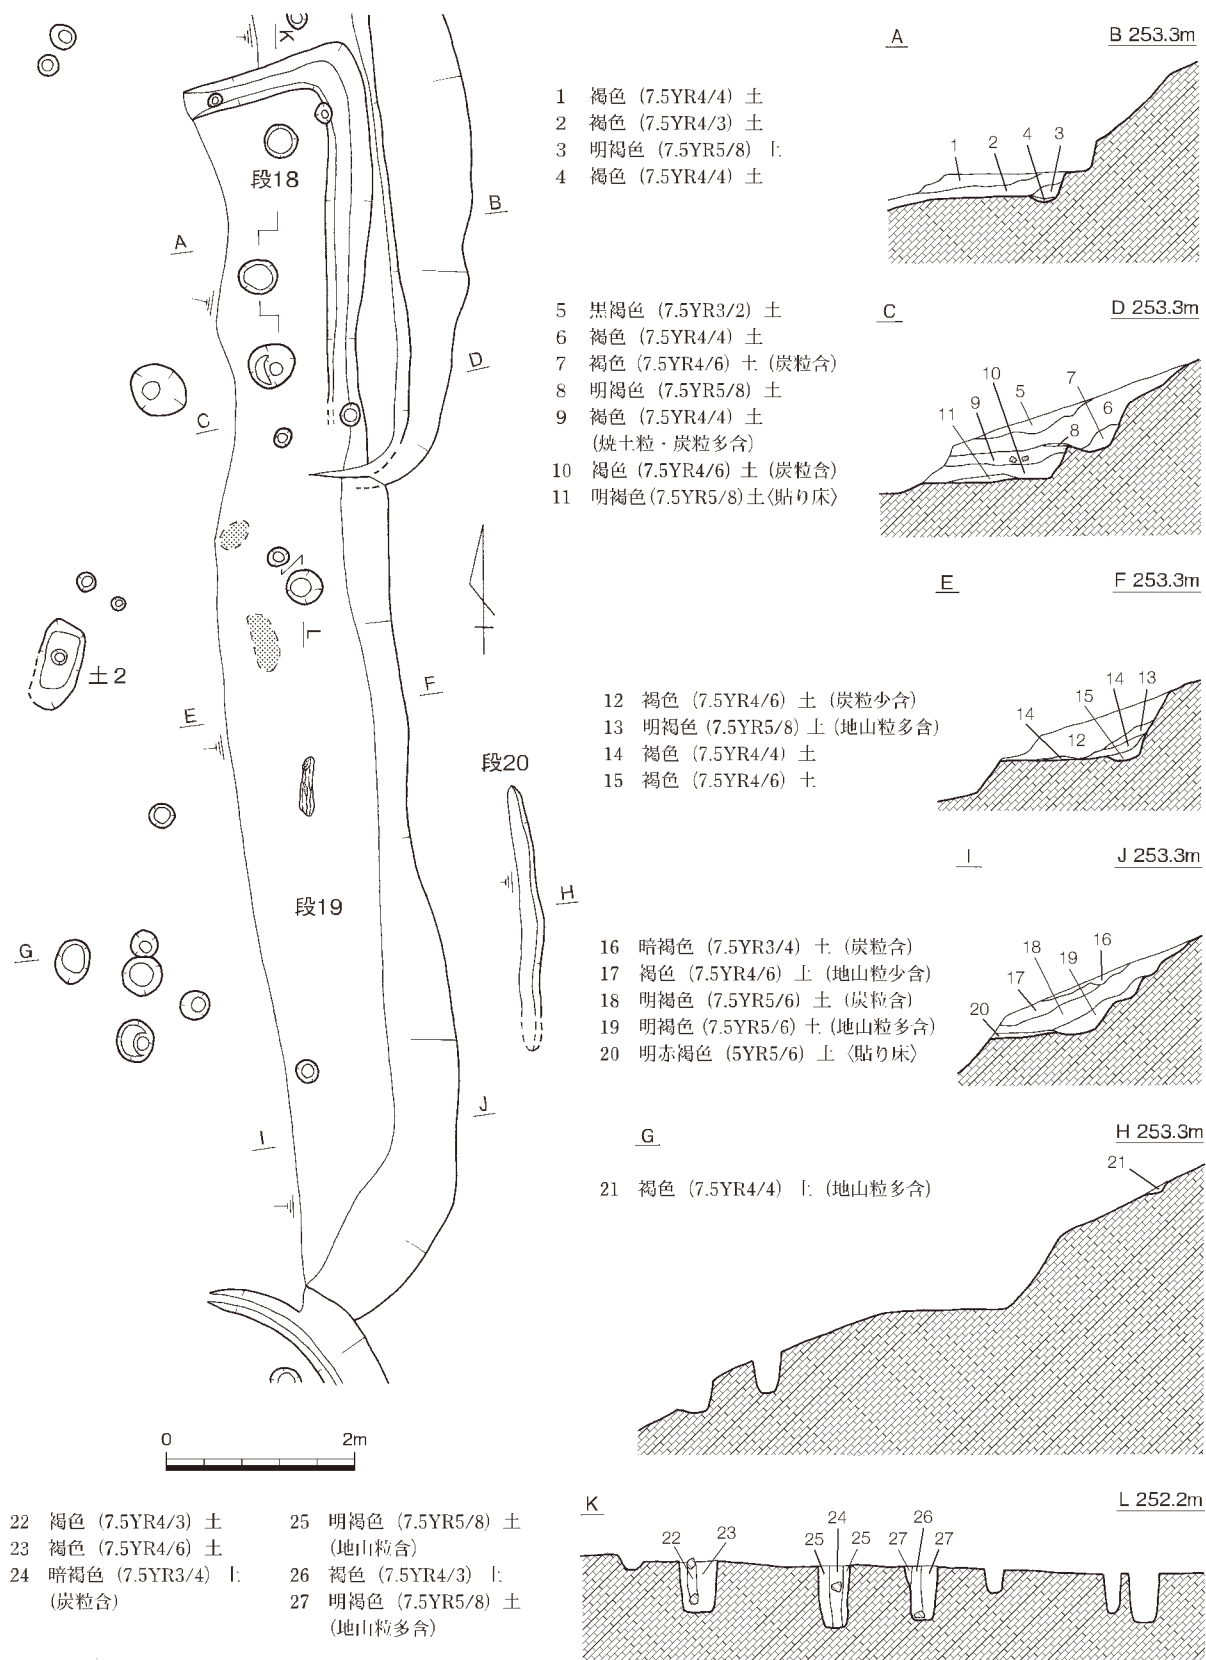 A
B 253.3m
1 褐色 (7.5YR4/4) 土
2 褐色 (7.5YR4/3) 土
3 明褐色 (7.5YR5/8) 土
4 褐色 (7.5YR4/4) 土
1 2 4 3
K
段18
A
B
C
D
C
D 253.3m
5 黒褐色 (7.5YR3/2) 土
6 褐色 (7.5YR4/4) 土
7 褐色 (7.5YR4/6) 土 (炭粒含)
8 明褐色 (7.5YR5/8) 土
9 褐色 (7.5YR4/4) 土
(焼土粒・炭粒多含)
10 褐色 (7.5YR4/6) 土 (炭粒含)
11 明褐色(7.5YR5/8)土〈貼り床〉
11 9 10 5 7 6 8
L
土2
E
F
E
F 253.3m
12 褐色 (7.5YR4/6) 土 (炭粒少含)
13 明褐色 (7.5YR5/8) 土 (地山粒多含)
14 褐色 (7.5YR4/4) 土
15 褐色 (7.5YR4/6) 土
14 12 15 14 13
段20
段19
G
H
I
J
I
J 253.3m
16 暗褐色 (7.5YR3/4) 土 (炭粒含)
17 褐色 (7.5YR4/6) 土 (地山粒少含)
18 明褐色 (7.5YR5/6) 土 (炭粒含)
19 明褐色 (7.5YR5/6) 土 (地山粒多含)
20 明赤褐色 (5YR5/6) 土 〈貼り床〉
20 17 18 19 16
G
H 253.3m
21 褐色 (7.5YR4/4) 土 (地山粒多含)
21
0 2m
22 褐色 (7.5YR4/3) 土
23 褐色 (7.5YR4/6) 土
24 暗褐色 (7.5YR3/4) 土
(炭粒含)
25 明褐色 (7.5YR5/8) 土
(地山粒含)
26 褐色 (7.5YR4/3) 土
27 明褐色 (7.5YR5/8) 土
(地山粒多含)
K
L 252.2m
22 23 25 24 25 27 26 27